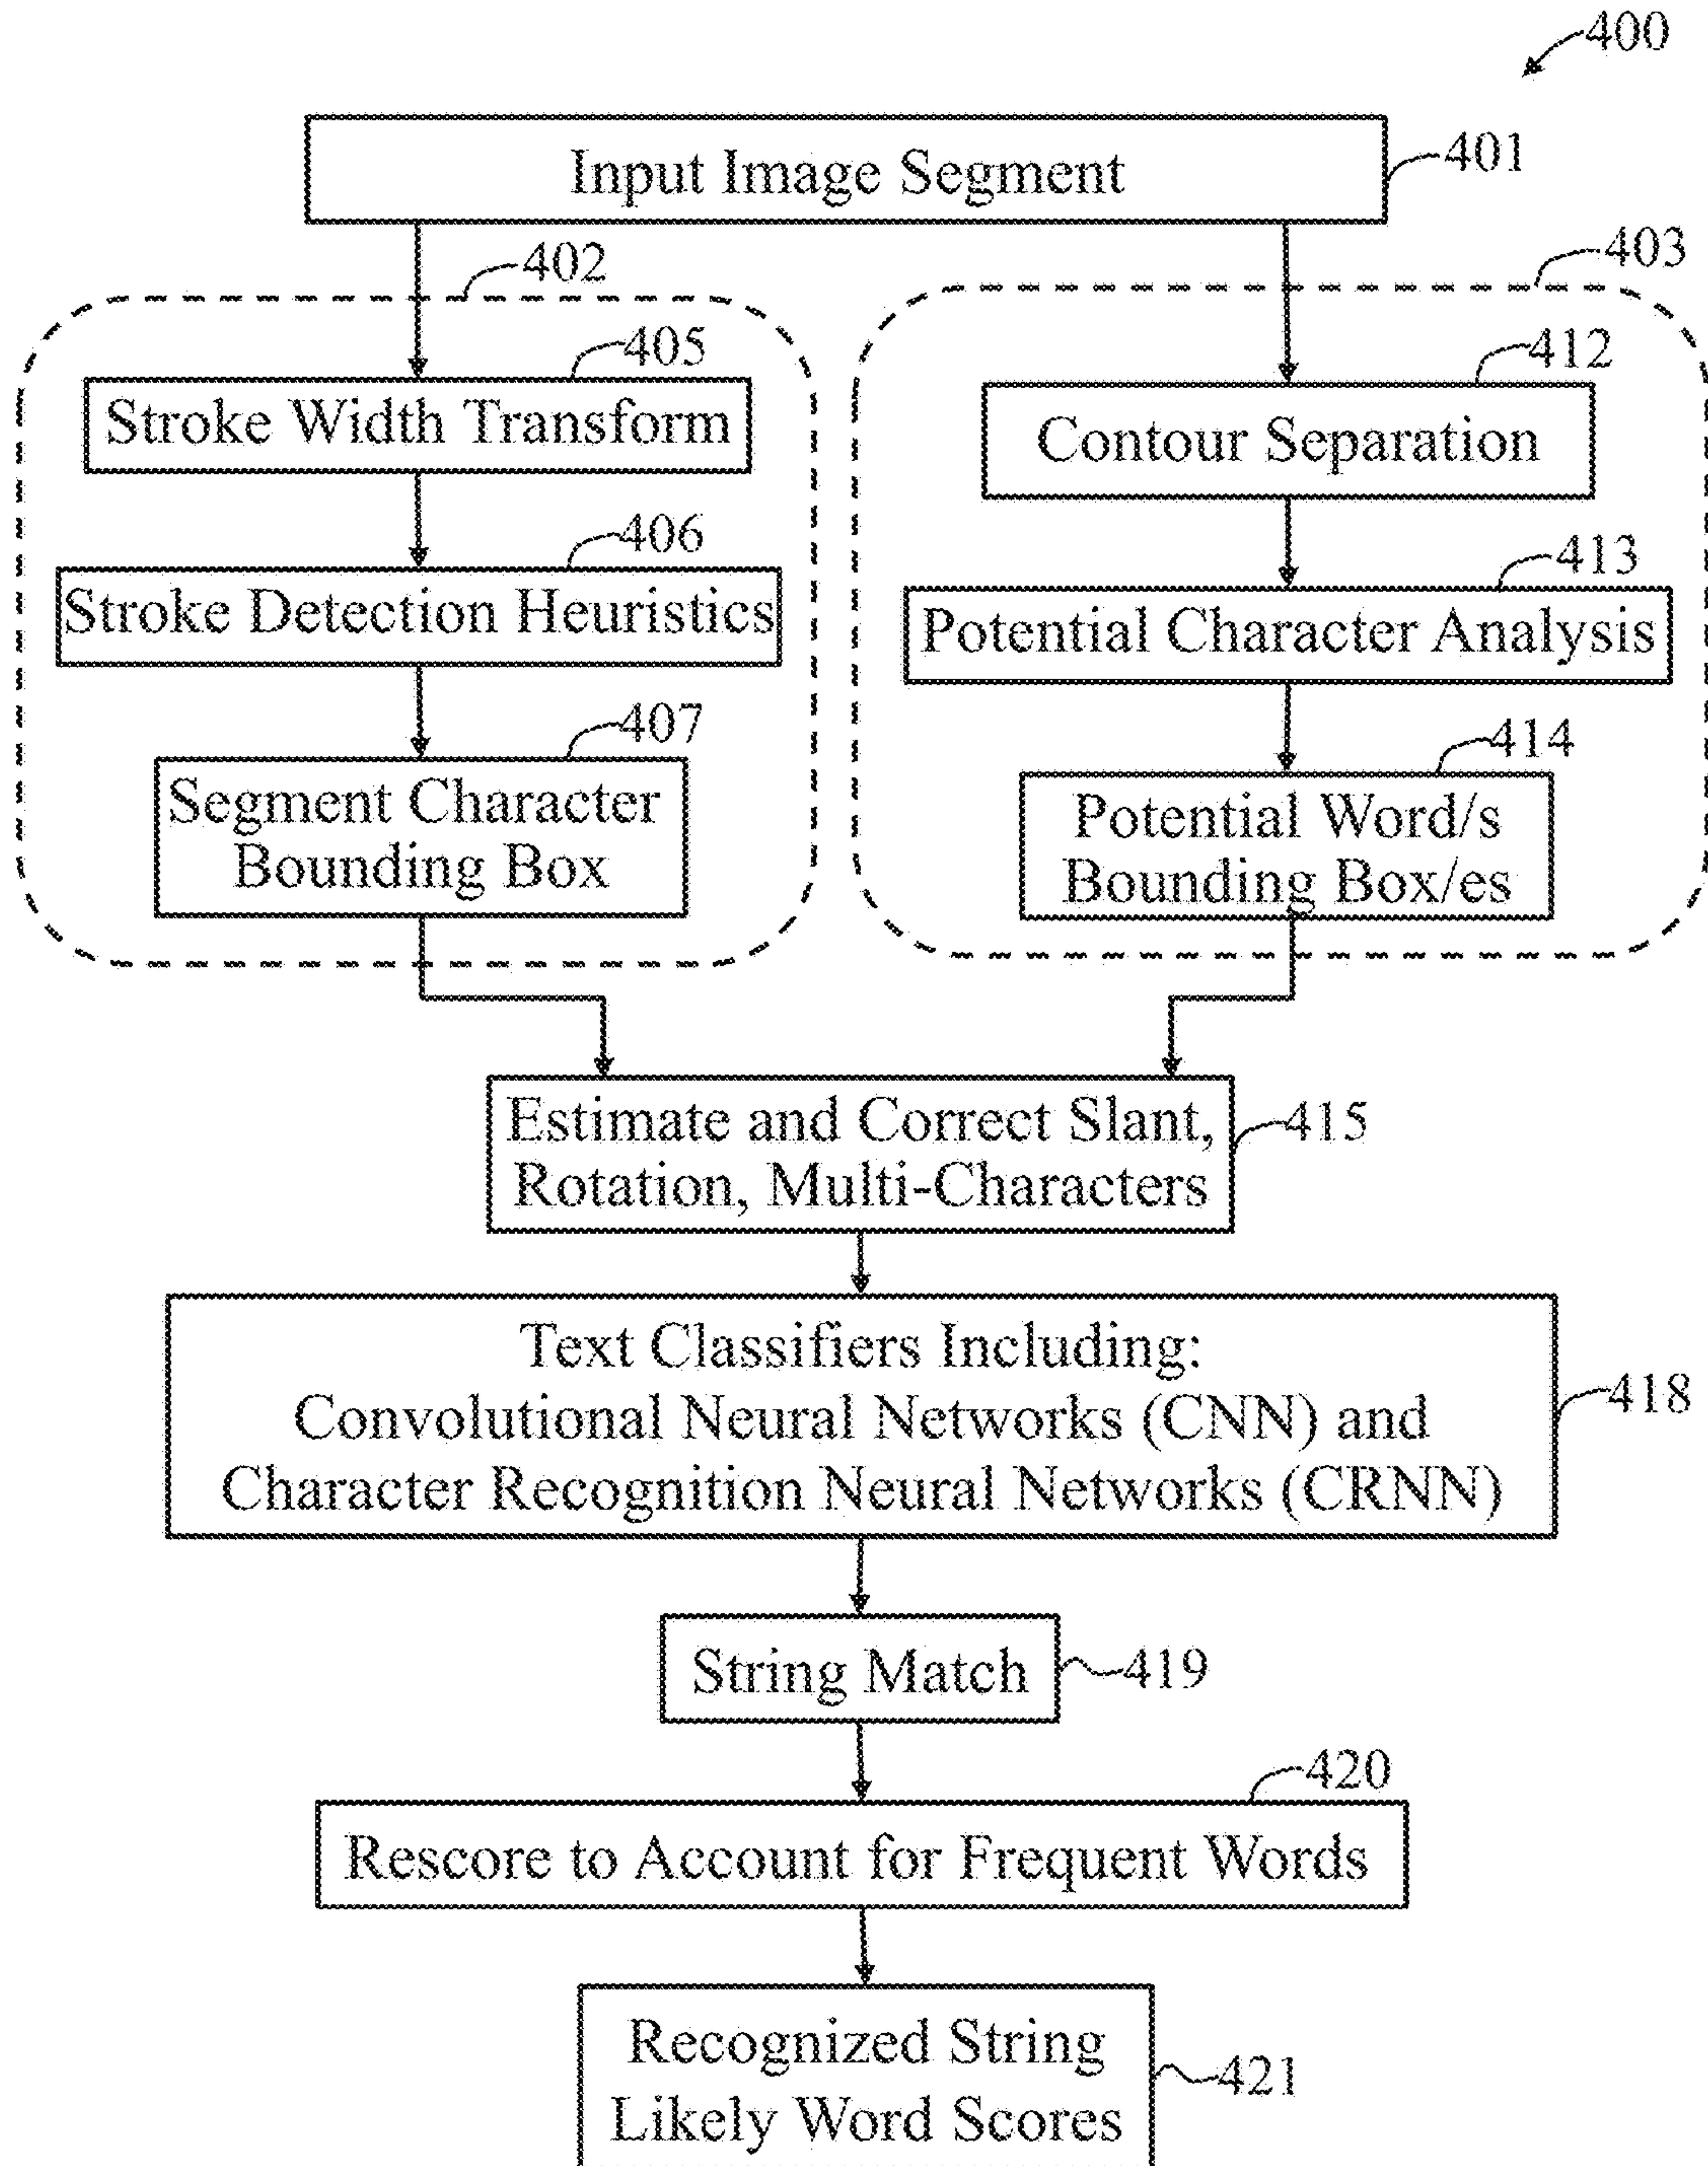 400
Input Image Segment
401
402
403
405
Stroke Width Transform
406
Stroke Detection Heuristics
407
Segment Character
Bounding Box
412
Contour Separation
413
Potential Character Analysis
414
Potential Word/s
Bounding Box/es
Estimate and Correct Slant,
Rotation, Multi-Characters
415
Text Classifiers Including:
Convolutional Neural Networks (CNN) and
Character Recognition Neural Networks (CRNN)
418
String Match
419
420
Rescore to Account for Frequent Words
Recognized String
Likely Word Scores
421